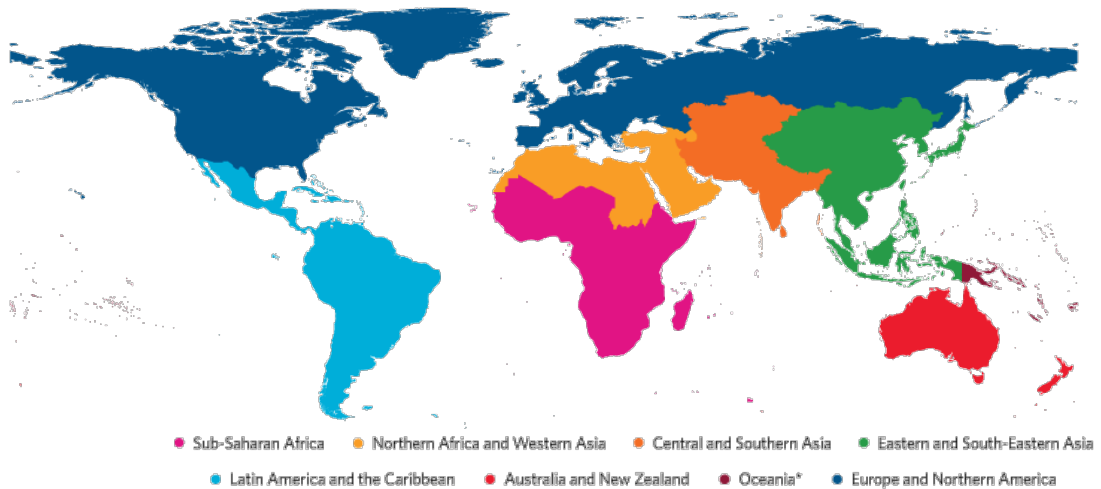 Sub-Saharan Africa Northern Africa and Western Asia Central and Southern Asia Eastern and South-Eastern Asia
Latin America and the Caribbean Australia and New Zealand Oceania* Europe and Northern America